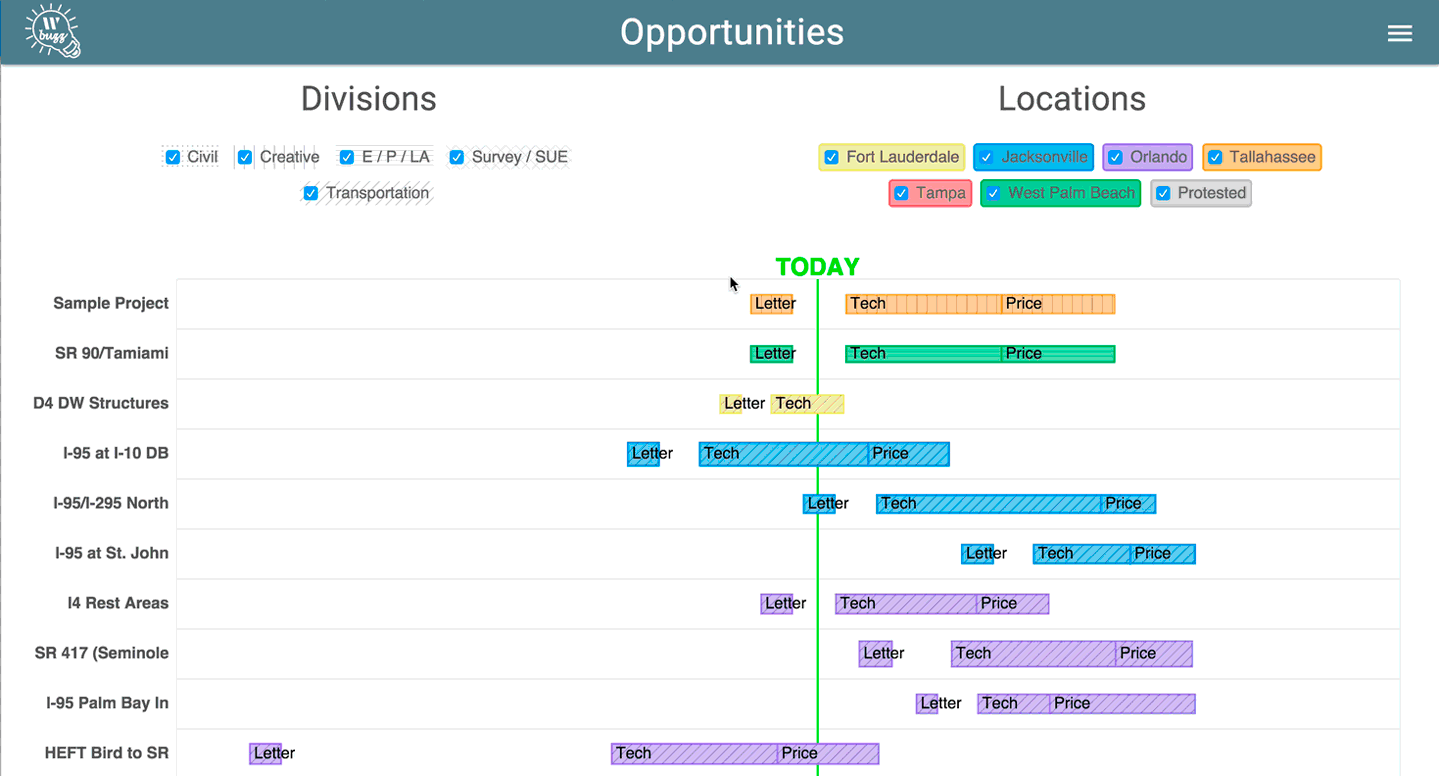 W buzz
Opportunities
Divisions
Locations
Civil Creative E / P / LA Survey / SUE
Transportation
Fort Lauderdale Jacksonville Orlando Tallahassee
Tampa West Palm Beach Protested
TODAY
Sample Project Letter Tech Price
SR 90/Tamiami Letter Tech Price
D4 DW Structures Letter Tech
I-95 at I-10 DB Letter Tech Price
I-95/I-295 North Letter Tech Price
I-95 at St. John Letter Tech Price
I4 Rest Areas Letter Tech Price
SR 417 (Seminole Letter Tech Price
I-95 Palm Bay In Letter Tech Price
HEFT Bird to SR Letter Tech Price